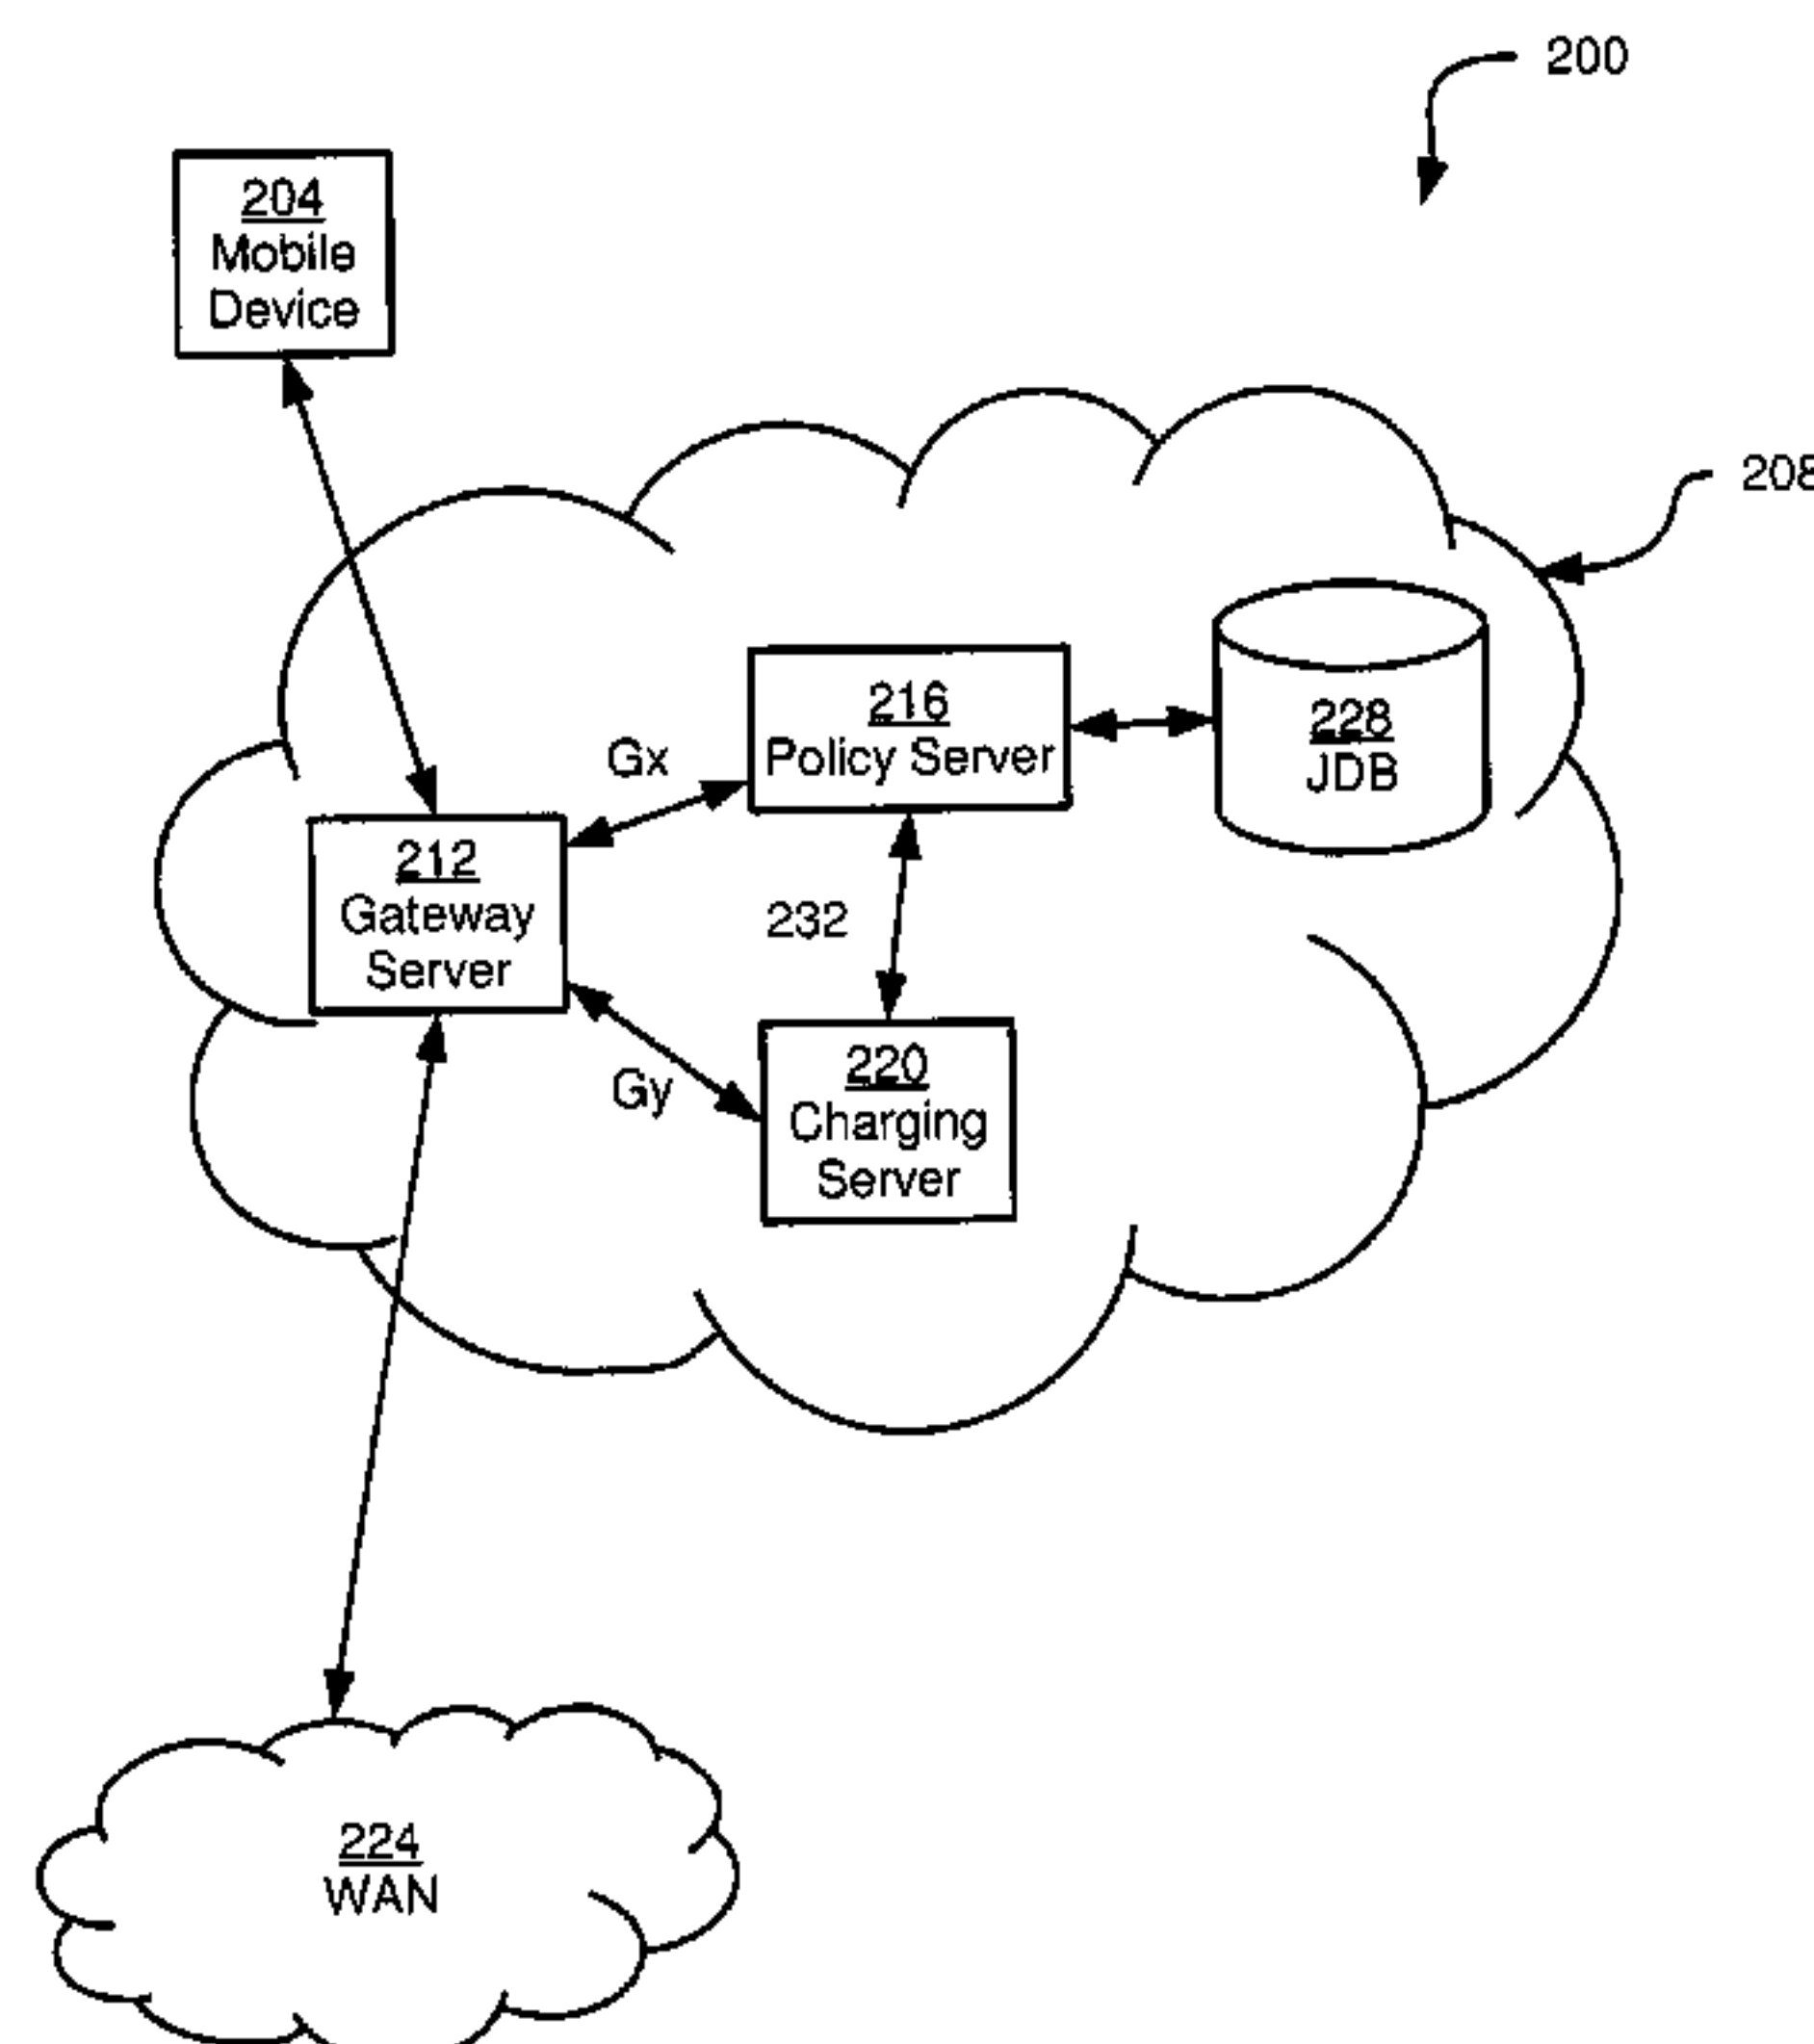 200
204
Mobile
Device
208
216
Policy Server
228
JDB
Gx
212
Gateway
Server
232
Gy
220
Charging
Server
224
WAN